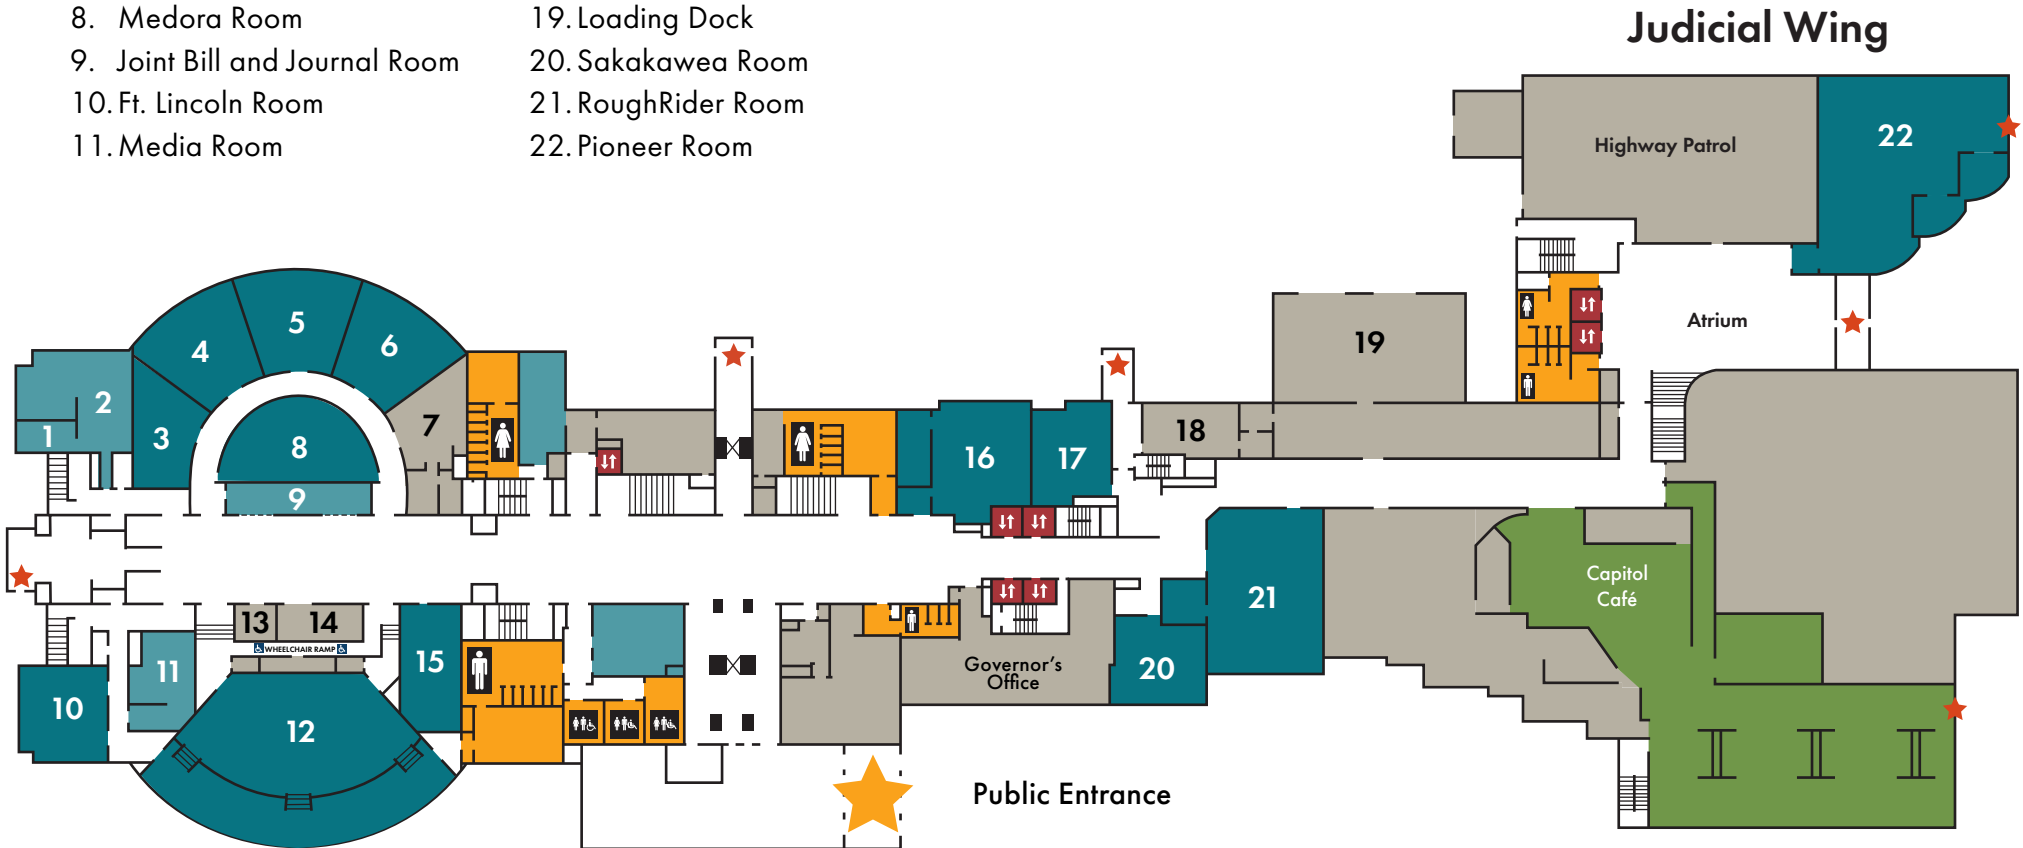 8. Medora Room
9. Joint Bill and Journal Room
10. Ft. Lincoln Room
11. Media Room
19. Loading Dock
20. Sakakawea Room
21. RoughRider Room
22. Pioneer Room
Judicial Wing
Highway Patrol
22
Atrium
19
5
4
6
2
1
3
7
8
9
16
17
18
13
14
WHEELCHAIR RAMP
15
11
10
12
Governor's
Office
20
21
Capitol
Café
Public Entrance